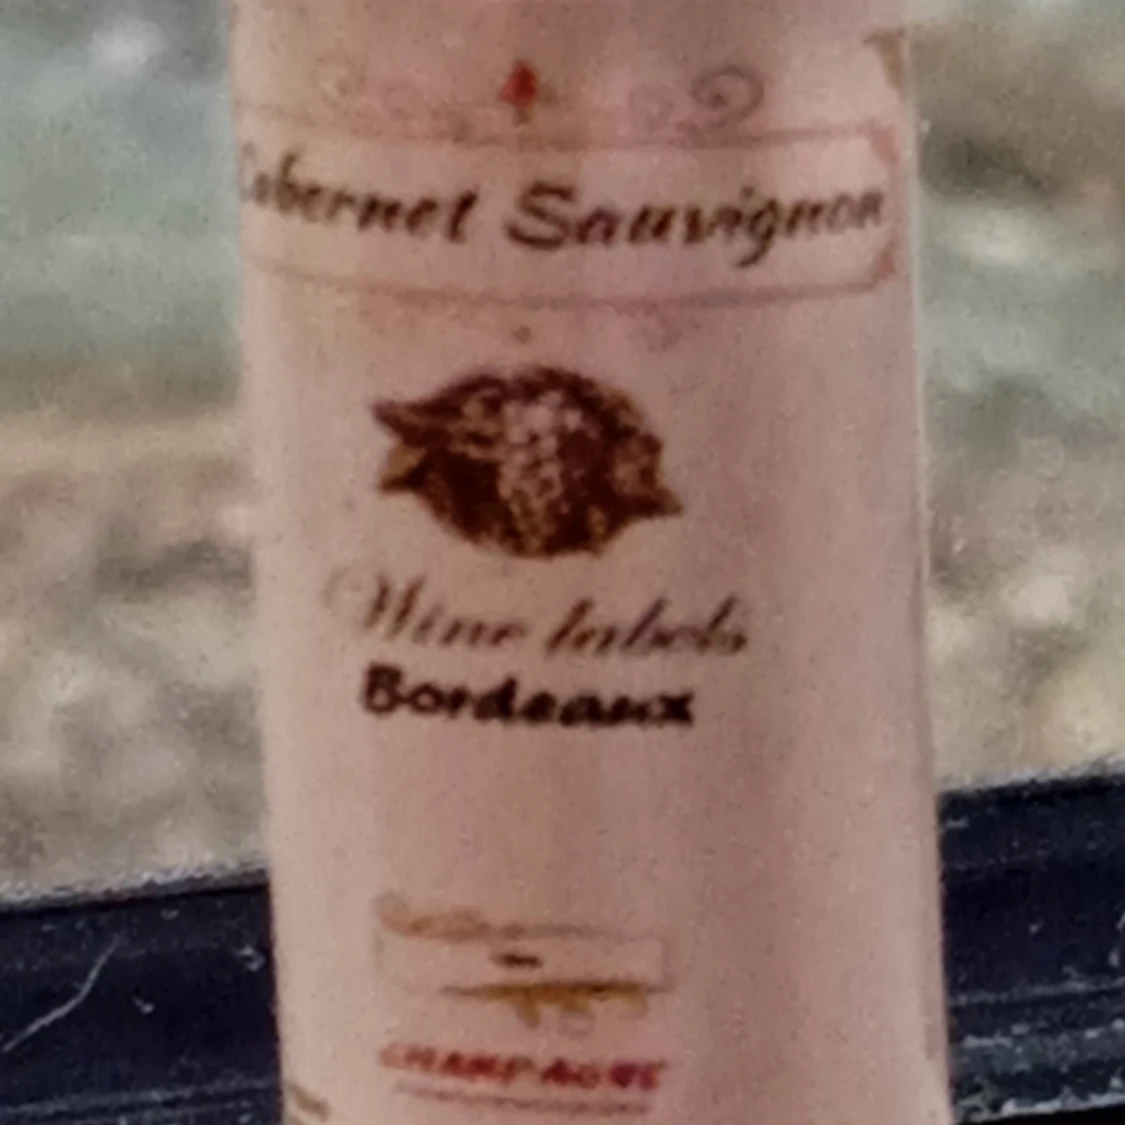 Cabernet Sauvignon
Wine labels
Bordeaux
CHAMPAGNE